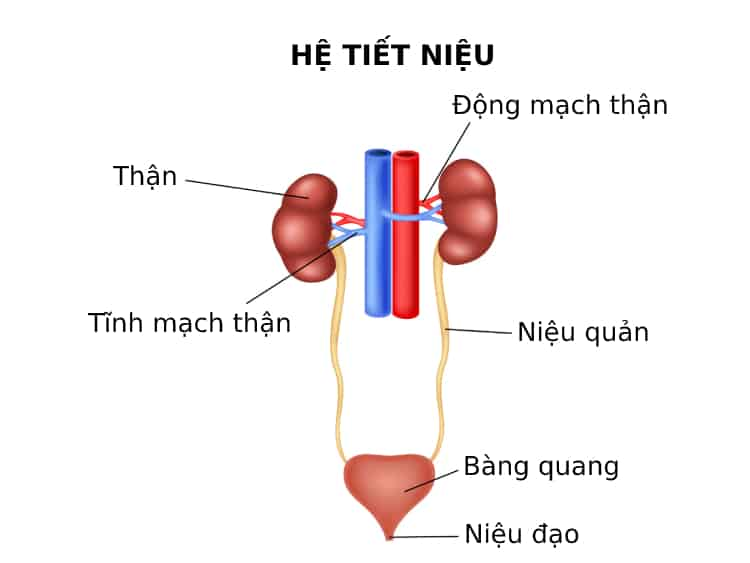 HỆ TIẾT NIỆU
Động mạch thận
Thận
Tĩnh mạch thận
Niệu quản
Bàng quang
Niệu đạo